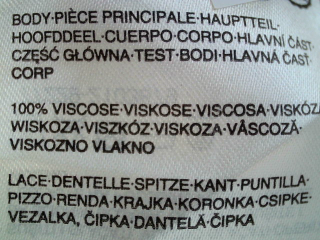 BODY·PIÈCE PRINCIPALE·HAUPTTEIL·
HOOFDDEEL·CUERPO·CORPO·HLAVNÍ ČÁST
CZĘŚĆ GŁÓWNA·TEST·BODI·HLAVNÁ ČASŤ
CORP
100% VISCOSE·VISKOSE·VISCOSA·VISKÓZA
WISKOZA·VISZKÓZ·VISKOZA·VÂSCOZĂ·
VISKOZNO VLAKNO
LACE·DENTELLE·SPITZE·KANT·PUNTILLA·
PIZZO·RENDA·KRAJKA·KORONKA·CSIPKE·
VEZALKA, ČIPKA·DANTELĂ·ČIPKA